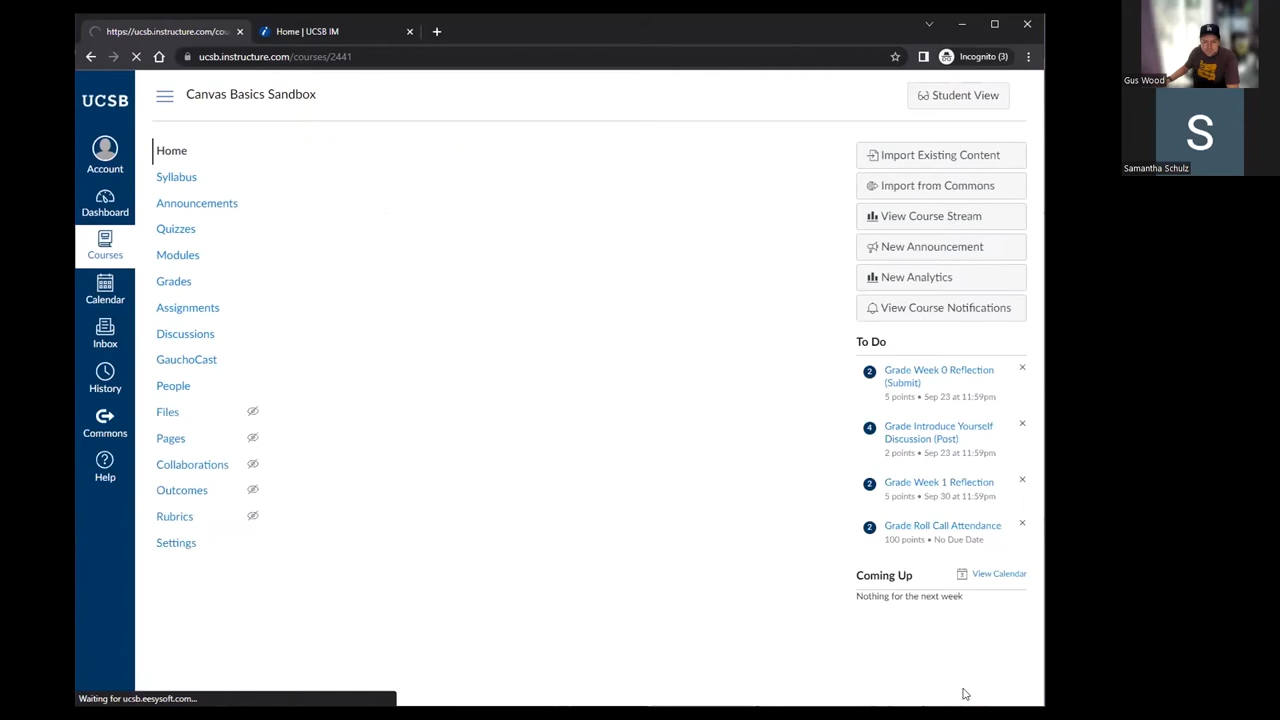 https://ucsb.instructure.com/cou
Home | UCSB IM
ucsb.instructure.com/courses/2441
Incognito (3)
UCSB
Account
Dashboard
Courses
Calendar
Inbox
History
Commons
Help
Canvas Basics Sandbox
Student View
Home
Syllabus
Announcements
Quizzes
Modules
Grades
Assignments
Discussions
GauchoCast
People
Files
Pages
Collaborations
Outcomes
Rubrics
Settings
Import Existing Content
Import from Commons
View Course Stream
New Announcement
New Analytics
View Course Notifications
To Do
2
Grade Week 0 Reflection
(Submit)
5 points • Sep 23 at 11:59pm
4
Grade Introduce Yourself
Discussion (Post)
2 points • Sep 23 at 11:59pm
2
Grade Week 1 Reflection
5 points • Sep 30 at 11:59pm
2
Grade Roll Call Attendance
100 points • No Due Date
Coming Up
View Calendar
Nothing for the next week
Waiting for ucsb.eesysoft.com...
Gus Wood
S
Samantha Schulz